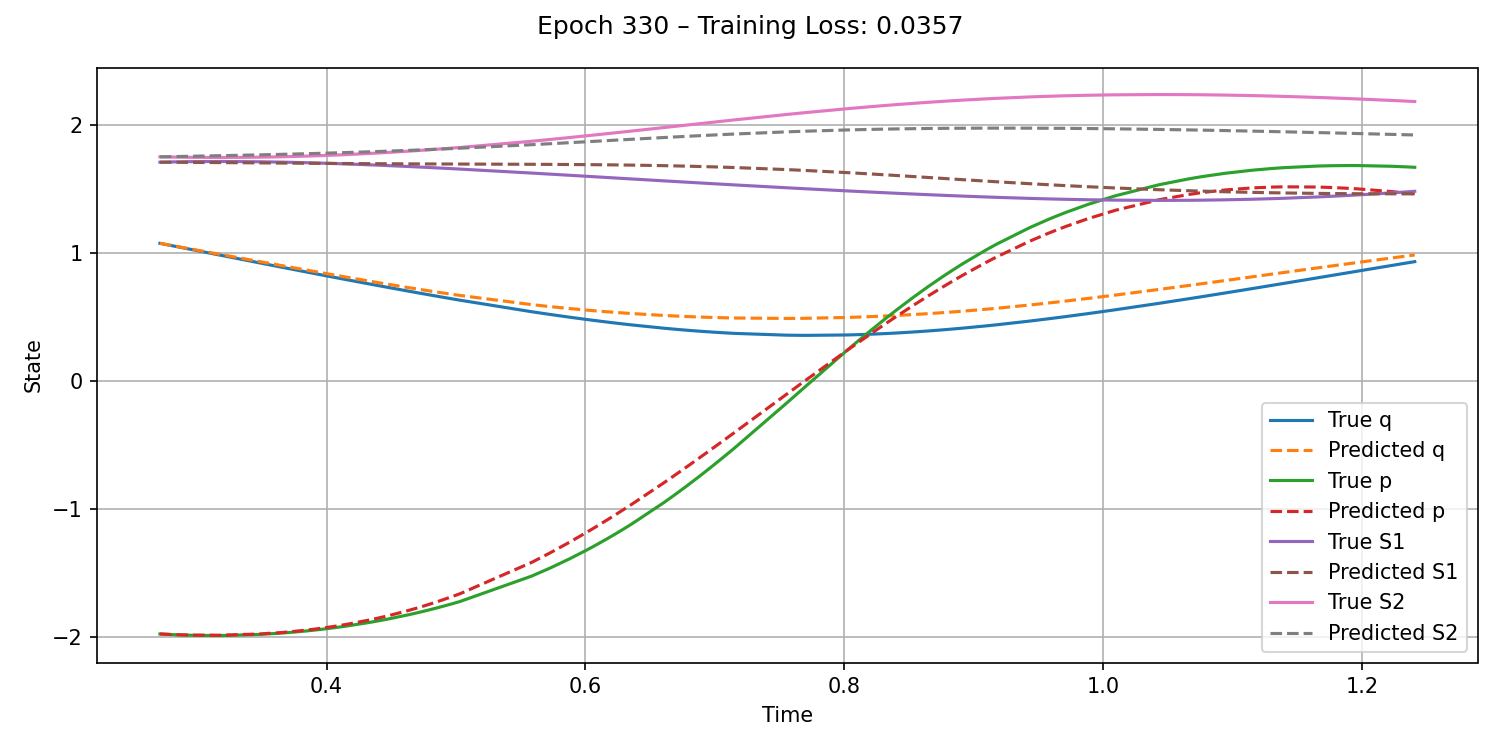 Epoch 330 – Training Loss: 0.0357
2
1
0
−1
−2
State
0.4 0.6 0.8 1.0 1.2
Time
True q
Predicted q
True p
Predicted p
True S1
Predicted S1
True S2
Predicted S2